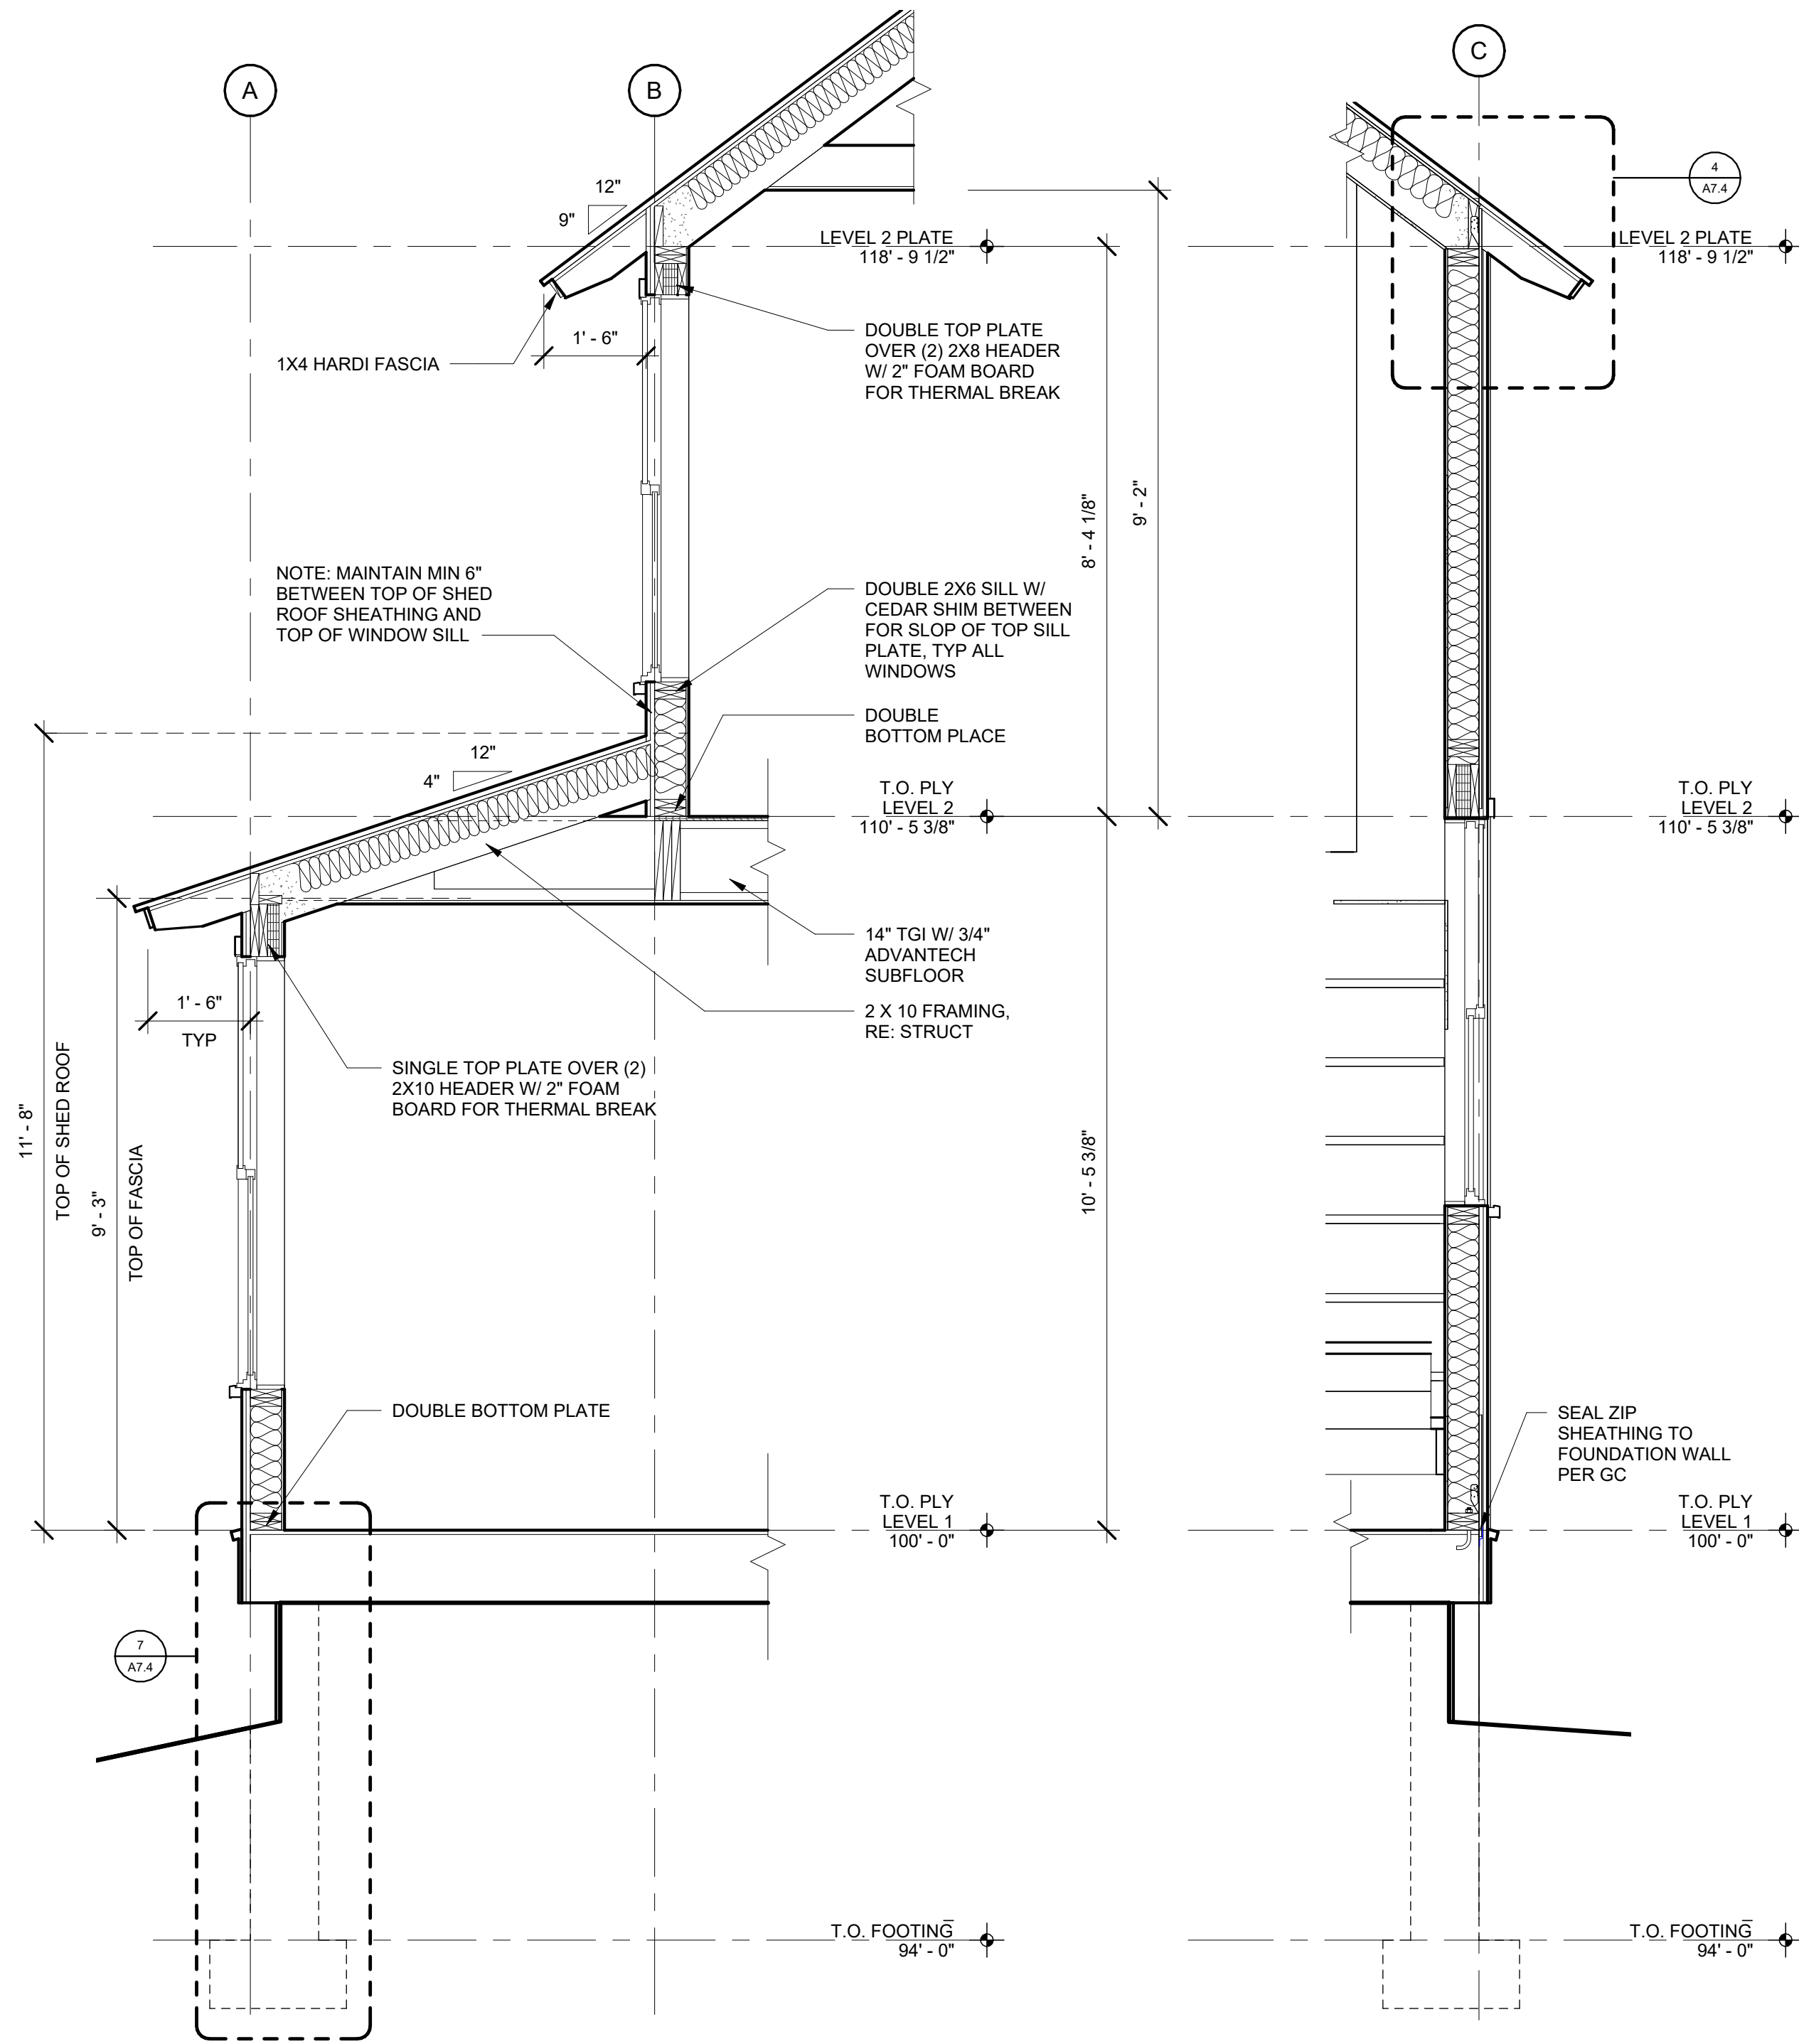 A
B
C
12"
9"
4
A7.4
LEVEL 2 PLATE
118' - 9 1/2"
LEVEL 2 PLATE
118' - 9 1/2"
1' - 6"
1X4 HARDI FASCIA
DOUBLE TOP PLATE
OVER (2) 2X8 HEADER
W/ 2" FOAM BOARD
FOR THERMAL BREAK
8' - 4 1/8"
9' - 2"
NOTE: MAINTAIN MIN 6"
BETWEEN TOP OF SHED
ROOF SHEATHING AND
TOP OF WINDOW SILL
DOUBLE 2X6 SILL W/
CEDAR SHIM BETWEEN
FOR SLOP OF TOP SILL
PLATE, TYP ALL
WINDOWS
DOUBLE
BOTTOM PLACE
12"
4"
T.O. PLY
LEVEL 2
110' - 5 3/8"
T.O. PLY
LEVEL 2
110' - 5 3/8"
14" TGI W/ 3/4"
ADVANTECH
SUBFLOOR
2 X 10 FRAMING,
RE: STRUCT
1' - 6"
TYP
SINGLE TOP PLATE OVER (2)
2X10 HEADER W/ 2" FOAM
BOARD FOR THERMAL BREAK
11' - 8"
TOP OF SHED ROOF
9' - 3"
TOP OF FASCIA
10' - 5 3/8"
DOUBLE BOTTOM PLATE
SEAL ZIP
SHEATHING TO
FOUNDATION WALL
PER GC
T.O. PLY
LEVEL 1
100' - 0"
T.O. PLY
LEVEL 1
100' - 0"
7
A7.4
T.O. FOOTING
94' - 0"
T.O. FOOTING
94' - 0"